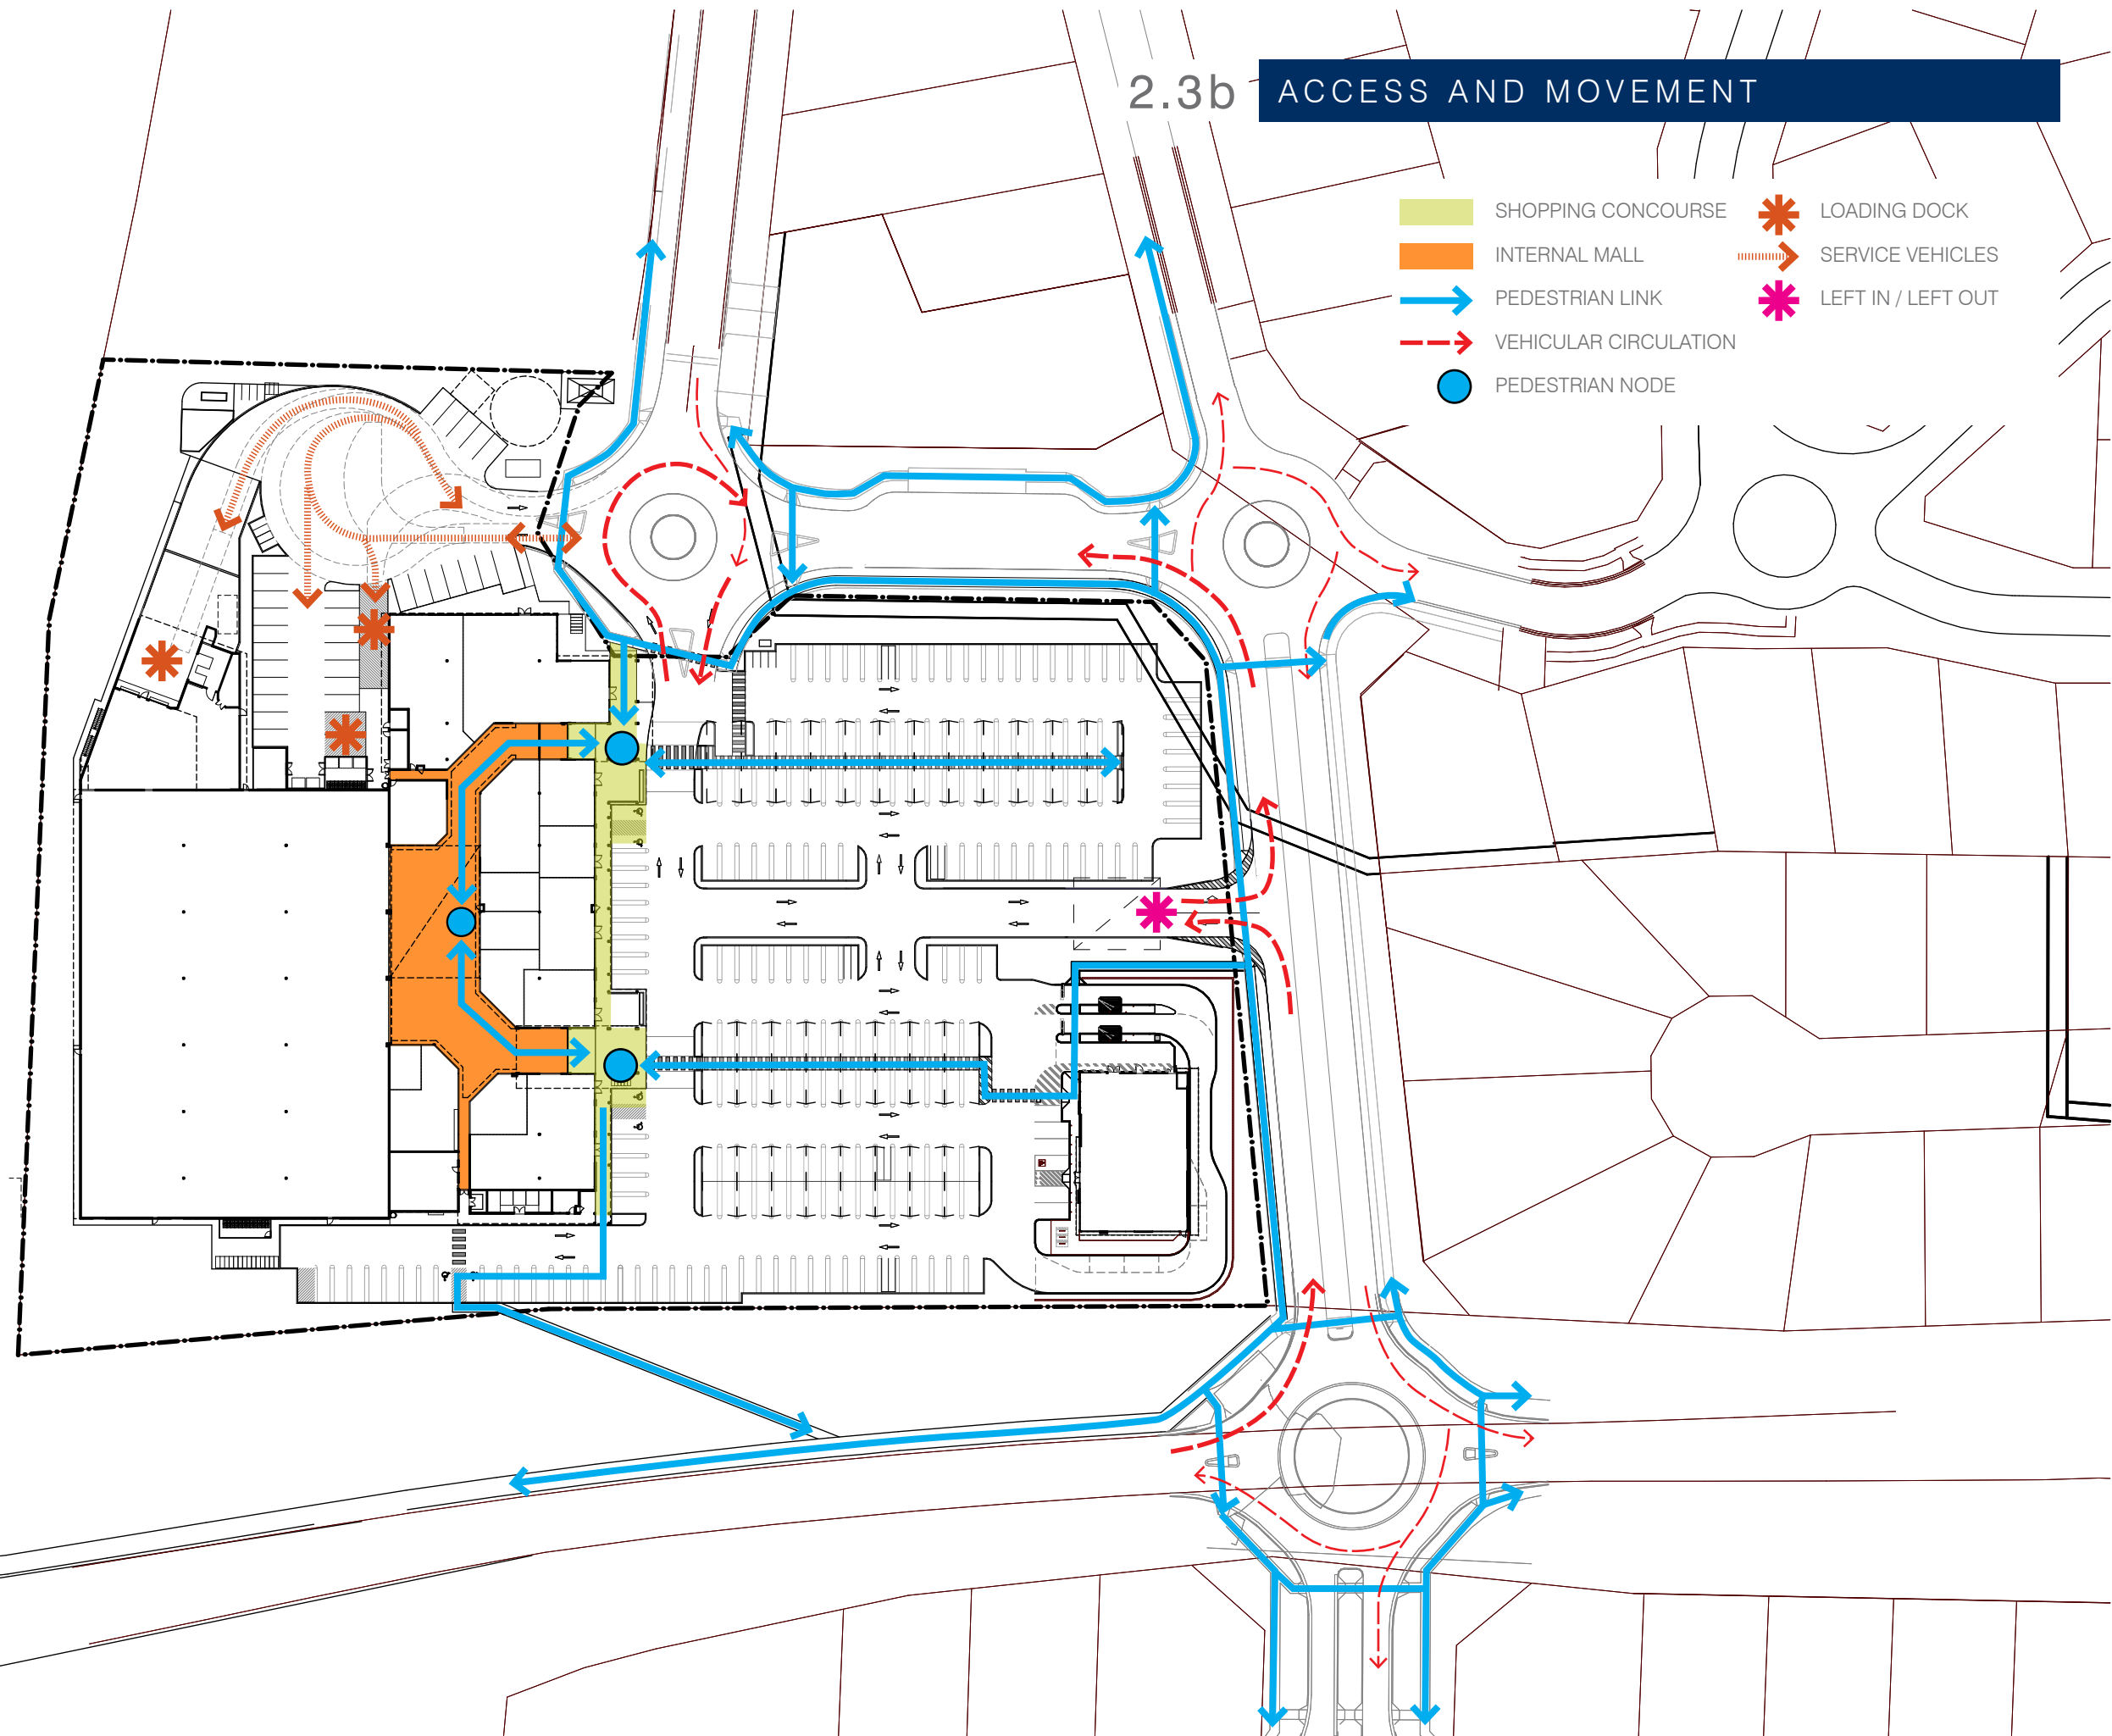 2.3b ACCESS AND MOVEMENT
SHOPPING CONCOURSE
INTERNAL MALL
PEDESTRIAN LINK
VEHICULAR CIRCULATION
PEDESTRIAN NODE
LOADING DOCK
SERVICE VEHICLES
LEFT IN / LEFT OUT